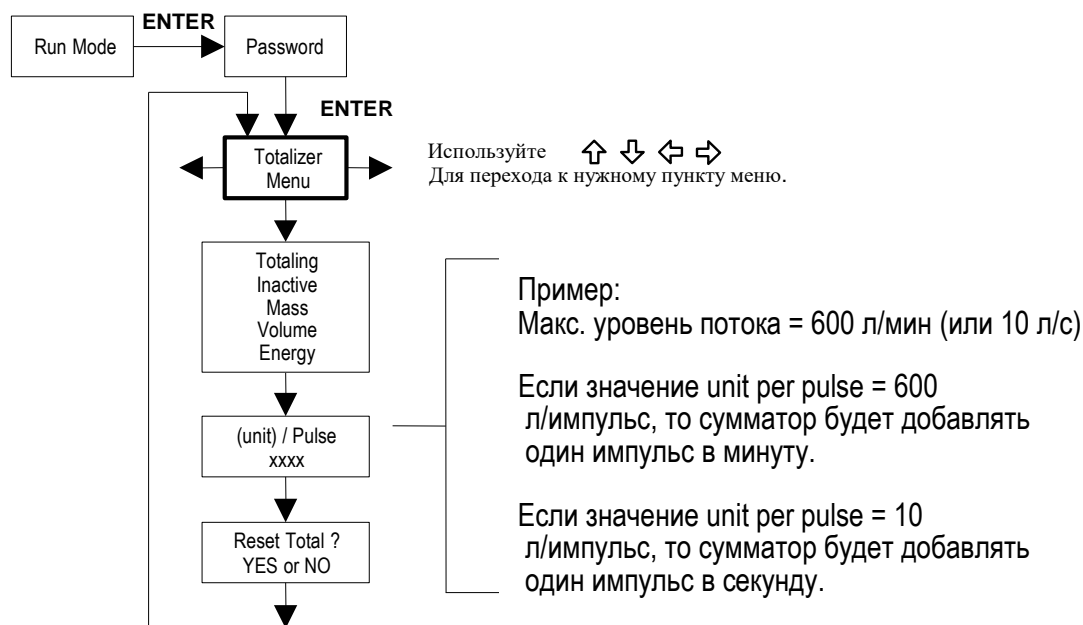 ENTER
Run Mode
Password
ENTER
Totalizer
Menu
Используйте
Для перехода к нужному пункту меню.
Totaling
Inactive
Mass
Volume
Energy
(unit) / Pulse
xxxx
Reset Total ?
YES or NO
Пример:
Макс. уровень потока = 600 л/мин (или 10 л/с)
Если значение unit per pulse = 600
л/импульс, то сумматор будет добавлять
один импульс в минуту.
Если значение unit per pulse = 10
л/импульс, то сумматор будет добавлять
один импульс в секунду.